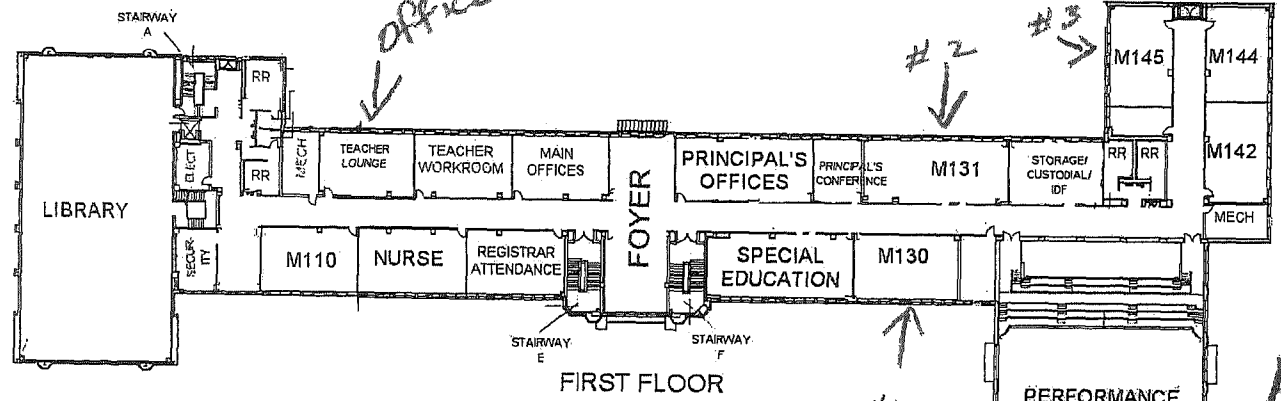 STAIRWAY
A
office
#2
#3
RR
M145
M144
MECH
TEACHER
LOUNGE
TEACHER
WORKROOM
MAIN
OFFICES
PRINCIPAL'S
OFFICES
PRINCIPAL'S
CONFERENCE
M131
STORAGE/
CUSTODIAL/
IDF
RR
RR
M142
ELECT
RR
LIBRARY
FOYER
MECH
SECUR-
ITY
M110
NURSE
REGISTRAR
ATTENDANCE
SPECIAL
EDUCATION
M130
STAIRWAY
E
STAIRWAY
F
FIRST FLOOR
PERFORMANCE